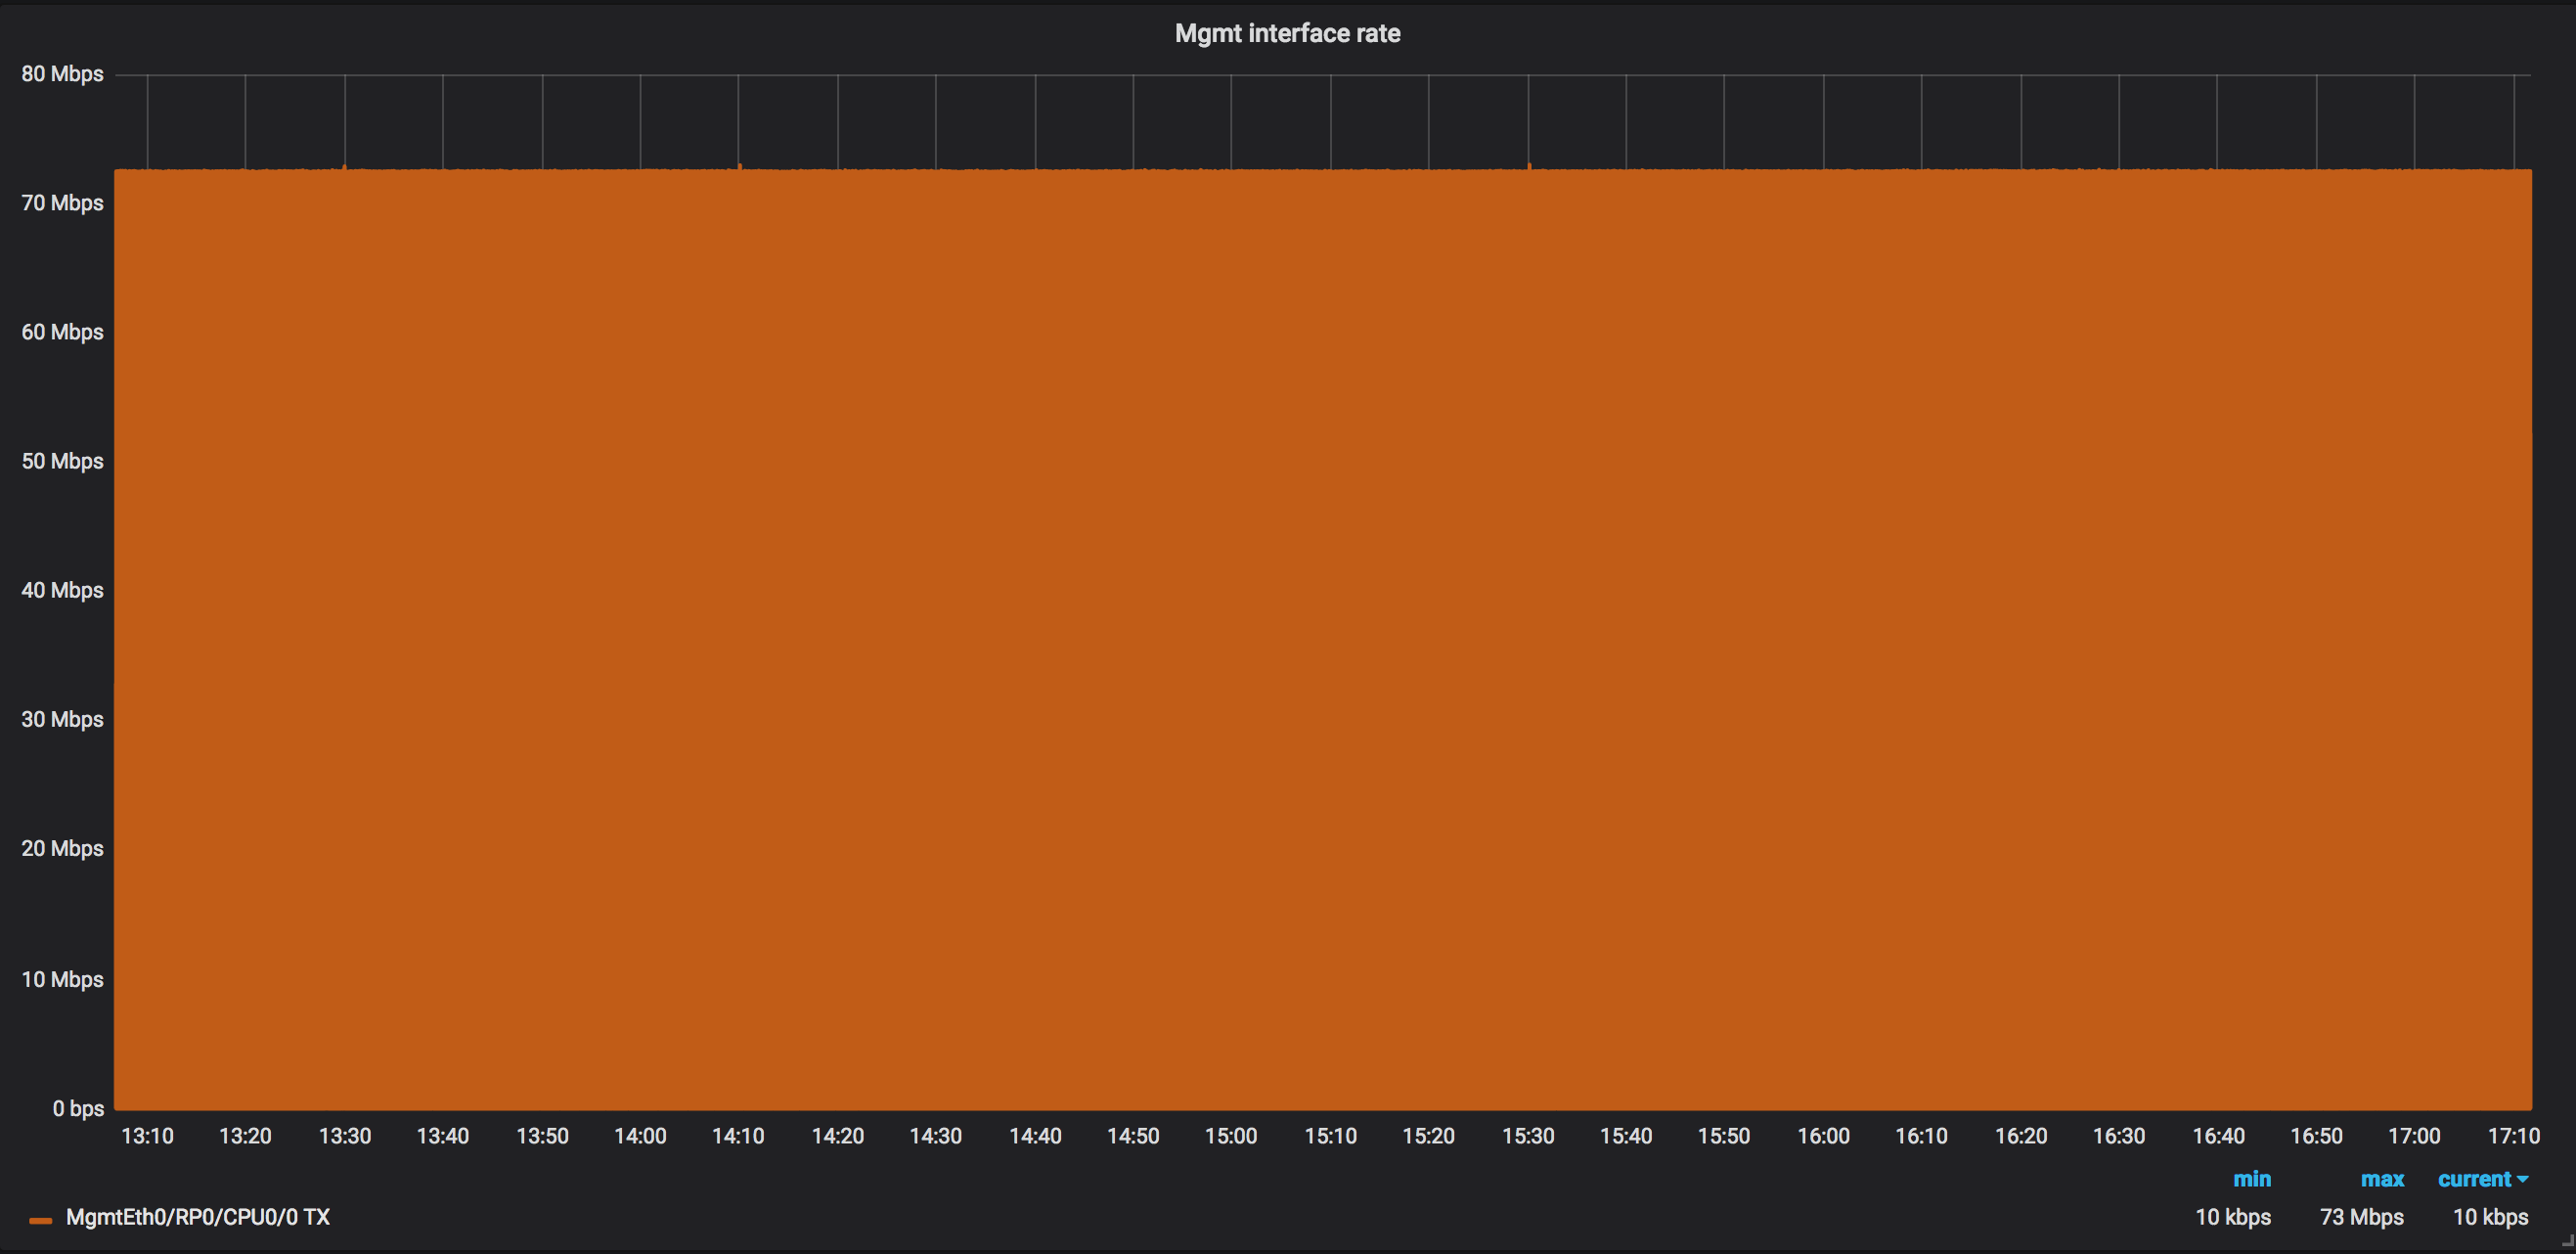 Mgmt interface rate
80 Mbps
70 Mbps
60 Mbps
50 Mbps
40 Mbps
30 Mbps
20 Mbps
10 Mbps
0 bps
13:10 13:20 13:30 13:40 13:50 14:00 14:10 14:20 14:30 14:40 14:50 15:00 15:10 15:20 15:30 15:40 15:50 16:00 16:10 16:20 16:30 16:40 16:50 17:00 17:10
min max current
MgmtEth0/RP0/CPU0/0 TX 10 kbps 73 Mbps 10 kbps